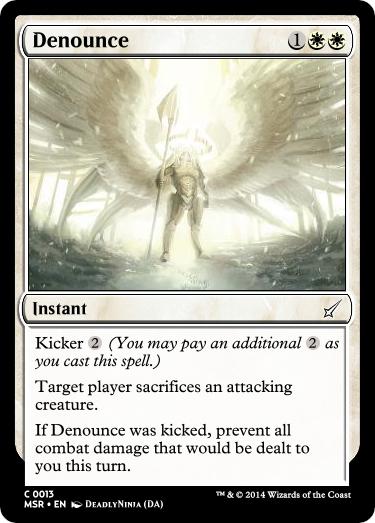 Denounce 1
Instant
Kicker 2 (You may pay an additional 2 as
you cast this spell.)
Target player sacrifices an attacking
creature.
If Denounce was kicked, prevent all
combat damage that would be dealt to
you this turn.
C 0013
MSR • EN DeadlyNinja (DA)
™ & © 2014 Wizards of the Coast